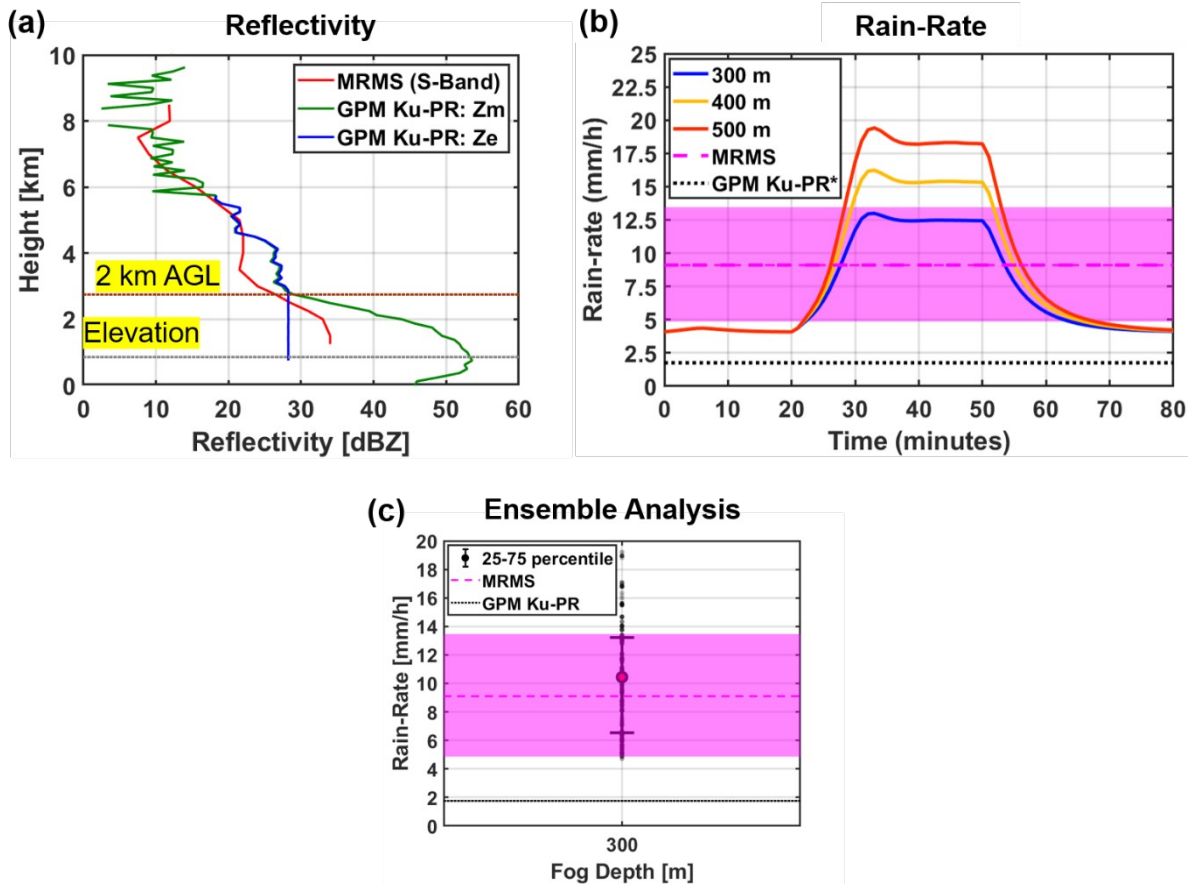 (a)
Reflectivity
10
8
6
4
2
0
Height [km]
MRMS (S-Band)
GPM Ku-PR: Zm
GPM Ku-PR: Ze
2 km AGL
Elevation
0 10 20 30 40 50 60
Reflectivity [dBZ]
(b)
Rain-Rate
25
22.5
20
17.5
15
12.5
10
7.5
5
2.5
0
Rain-rate (mm/h)
300 m
400 m
500 m
MRMS
GPM Ku-PR*
0 10 20 30 40 50 60 70 80
Time (minutes)
(c)
Ensemble Analysis
20
18
16
14
12
10
8
6
4
2
0
Rain-Rate [mm/h]
25-75 percentile
MRMS
GPM Ku-PR
300
Fog Depth [m]